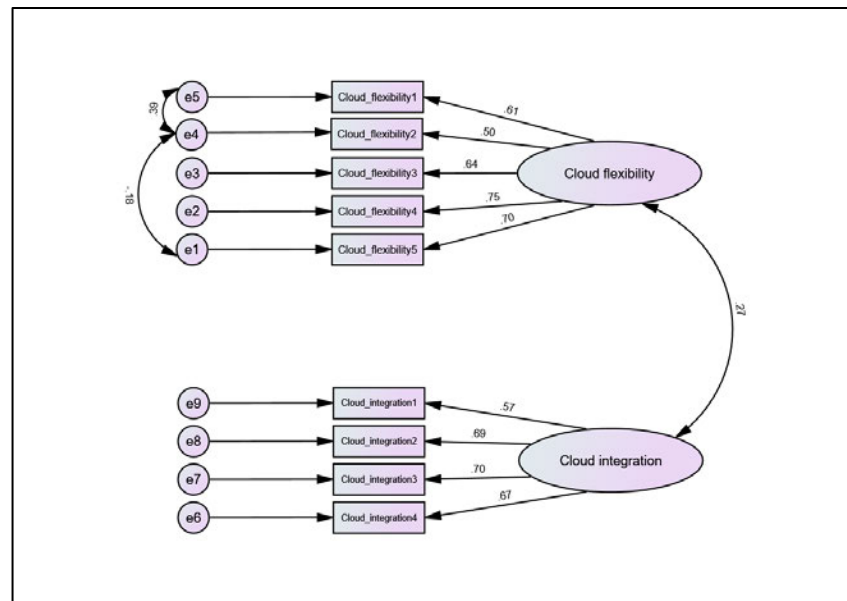 e5
Cloud_flexibility1
.61
.39
e4
Cloud_flexibility2
.50
e3
Cloud_flexibility3
.64
Cloud flexibility
-.18
e2
Cloud_flexibility4
.75
e1
Cloud_flexibility5
.70
.27
e9
Cloud_integration1
.57
e8
Cloud_integration2
.69
Cloud integration
e7
Cloud_integration3
.70
e6
Cloud_integration4
.67